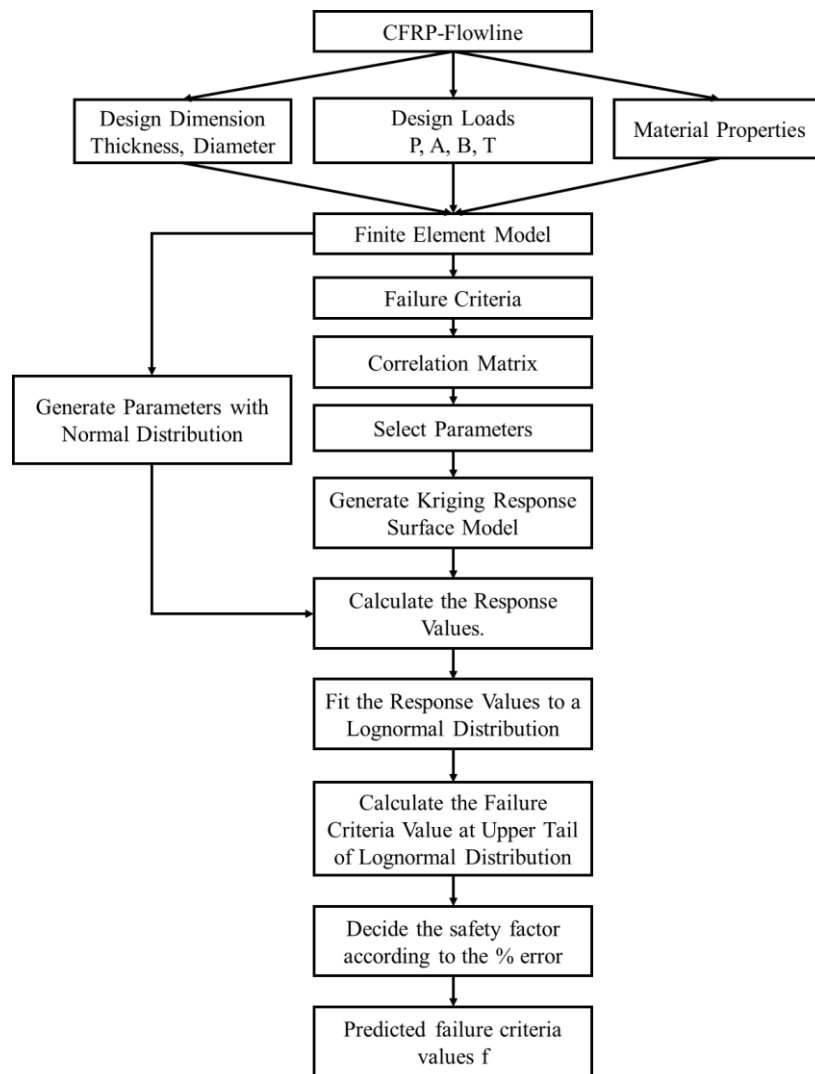 CFRP-Flowline
Design Dimension
Thickness, Diameter
Design Loads
P, A, B, T
Material Properties
Finite Element Model
Failure Criteria
Correlation Matrix
Generate Parameters with
Normal Distribution
Select Parameters
Generate Kriging Response
Surface Model
Calculate the Response
Values.
Fit the Response Values to a
Lognormal Distribution
Calculate the Failure
Criteria Value at Upper Tail
of Lognormal Distribution
Decide the safety factor
according to the % error
Predicted failure criteria
values f